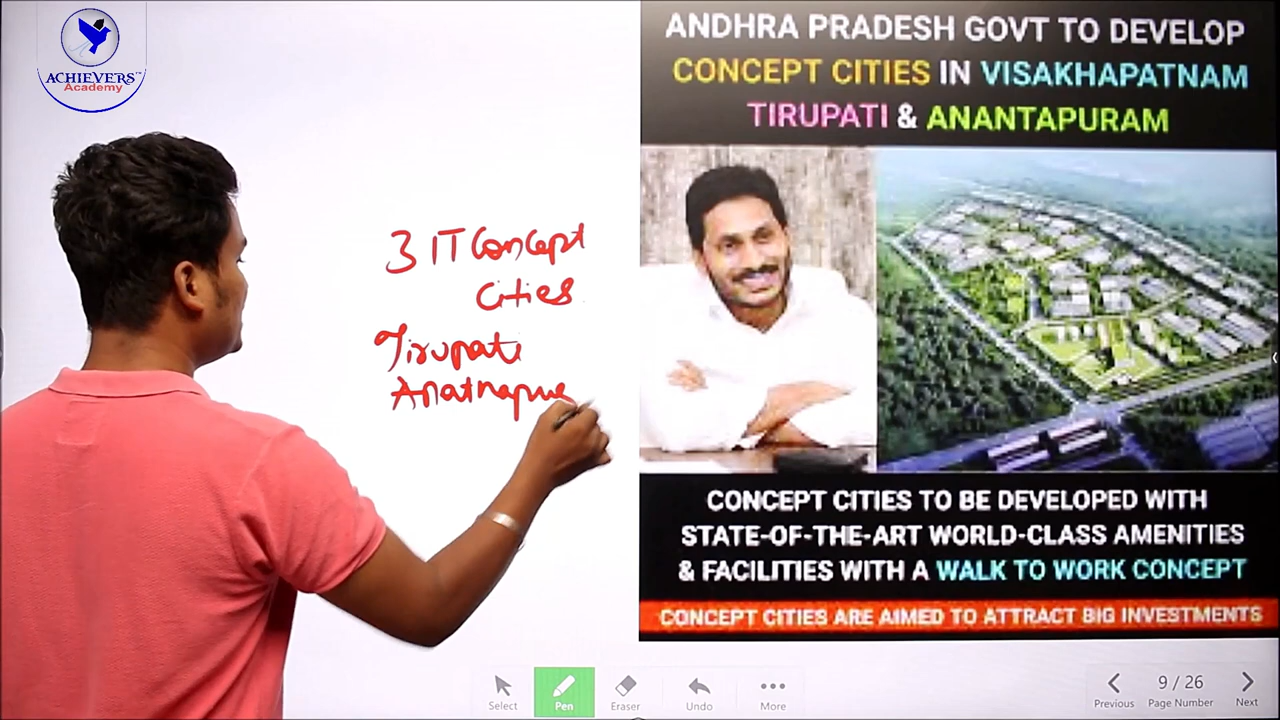 ACHIEVERS™
Academy
ANDHRA PRADESH GOVT TO DEVELOP
CONCEPT CITIES IN VISAKHAPATNAM
TIRUPATI & ANANTAPURAM
3 IT Concept
Cities
Tirupati
Anatnapur
CONCEPT CITIES TO BE DEVELOPED WITH
STATE-OF-THE-ART WORLD-CLASS AMENITIES
& FACILITIES WITH A WALK TO WORK CONCEPT
CONCEPT CITIES ARE AIMED TO ATTRACT BIG INVESTMENTS
Select
Pen
Eraser
Undo
More
Previous
9 / 26
Page Number
Next